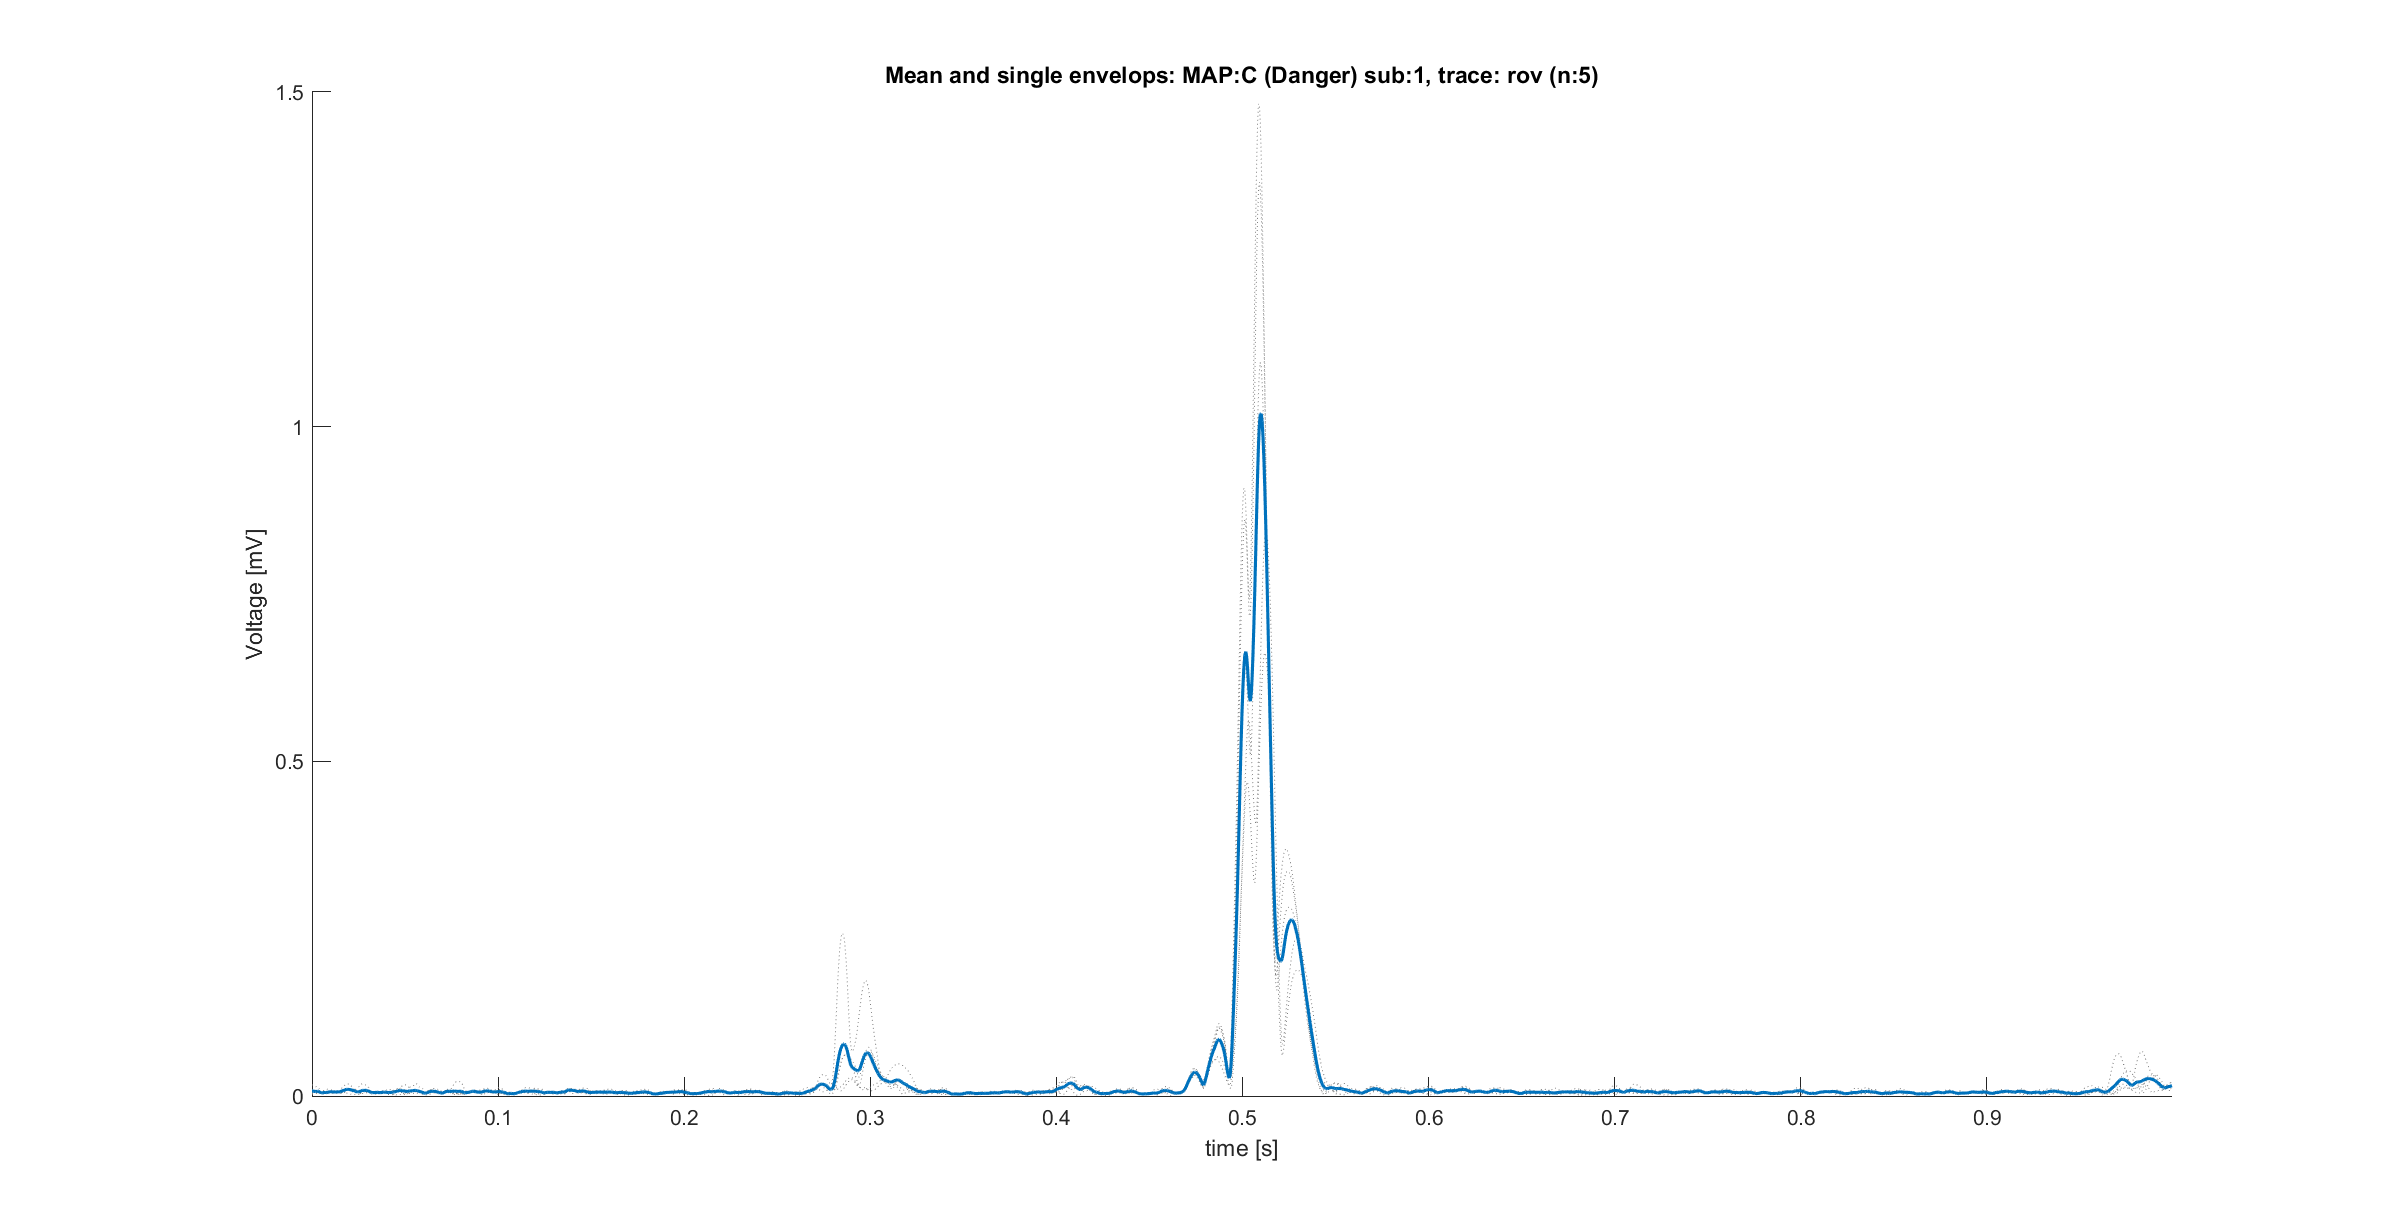 Mean and single envelops: MAP:C (Danger) sub:1, trace: rov (n:5)
1.5
1
0.5
0
Voltage [mV]
0 0.1 0.2 0.3 0.4 0.5 0.6 0.7 0.8 0.9
time [s]